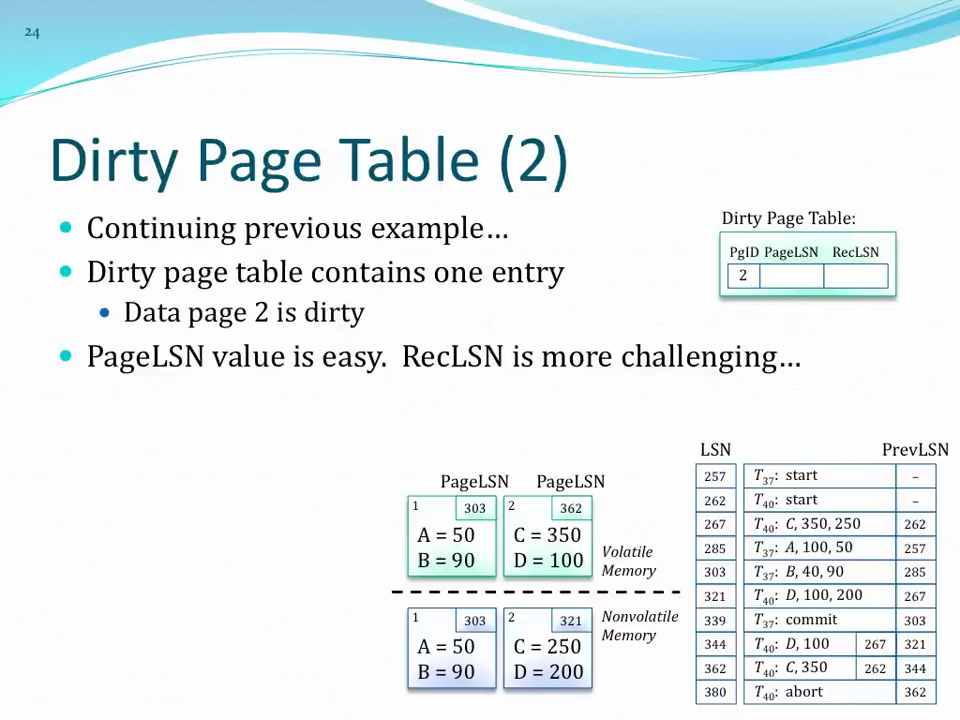 24
Dirty Page Table (2)
Continuing previous example…
Dirty page table contains one entry
Data page 2 is dirty
PageLSN value is easy.  RecLSN is more challenging…
Dirty Page Table:
PgID PageLSN RecLSN
2
PageLSN PageLSN
1 303 2 362
A = 50 C = 350
B = 90 D = 100
Volatile
Memory
Nonvolatile
Memory
1 303 2 321
A = 50 C = 250
B = 90 D = 200
LSN PrevLSN
257 T37: start –
262 T40: start –
267 T40: C, 350, 250 262
285 T37: A, 100, 50 257
303 T37: B, 40, 90 285
321 T40: D, 100, 200 267
339 T37: commit 303
344 T40: D, 100 267 321
362 T40: C, 350 262 344
380 T40: abort 362